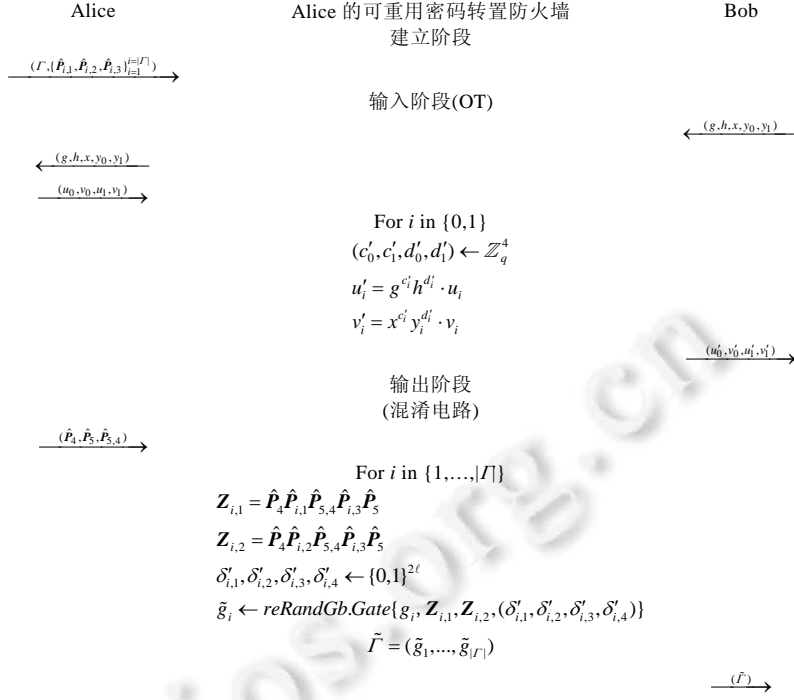 Alice Alice 的可重用密码转置防火墙 Bob
建立阶段
(Γ,{P̂_{i,1},P̂_{i,2},P̂_{i,3}}_{i=1}^{i=|Γ|})
输入阶段(OT)
(g,h,x,y_0,y_1)
(g,h,x,y_0,y_1)
(u_0,v_0,u_1,v_1)
For i in {0,1}
(c'_0,c'_1,d'_0,d'_1)←ℤ_q^4
u'_i = g^{c'_i}h^{d'_i}·u_i
v'_i = x^{c'_i}y_i^{d'_i}·v_i
(u'_0,v'_0,u'_1,v'_1)
输出阶段
(混淆电路)
(P̂_4,P̂_5,P̂_{5,4})
For i in {1,…,|Γ|}
Z_{i,1} = P̂_4P̂_{i,1}P̂_{5,4}P̂_{i,3}P̂_5
Z_{i,2} = P̂_4P̂_{i,2}P̂_{5,4}P̂_{i,3}P̂_5
δ'_{i,1},δ'_{i,2},δ'_{i,3},δ'_{i,4}←{0,1}^{2ℓ}
g̃_i ← reRandGb.Gate{g_i,Z_{i,1},Z_{i,2},(δ'_{i,1},δ'_{i,2},δ'_{i,3},δ'_{i,4})}
Γ̃ = (g̃_1,...,g̃_{|Γ|})
(Γ̃)